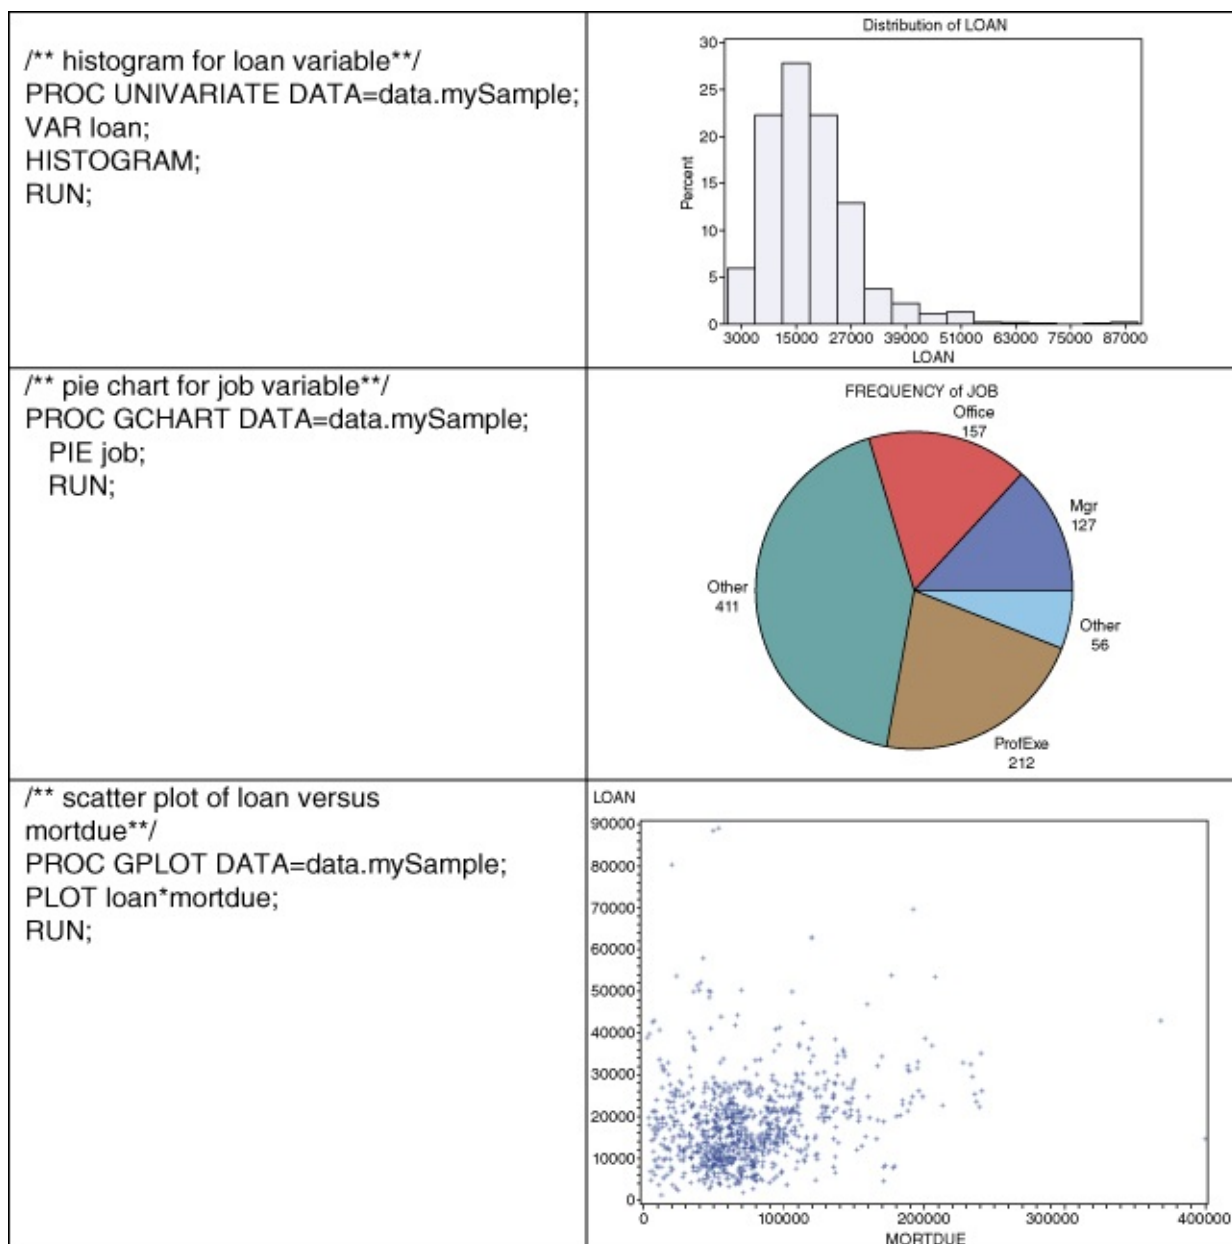 /** histogram for loan variable**/
PROC UNIVARIATE DATA=data.mySample;
VAR loan;
HISTOGRAM;
RUN;
Distribution of LOAN
30
25
20
15
10
5
0
Percent
3000 15000 27000 39000 51000 63000 75000 87000
LOAN
/** pie chart for job variable**/
PROC GCHART DATA=data.mySample;
PIE job;
RUN;
FREQUENCY of JOB
Office
157
Mgr
127
Other
411
Other
56
ProfExe
212
/** scatter plot of loan versus
mortdue**/
PROC GPLOT DATA=data.mySample;
PLOT loan*mortdue;
RUN;
LOAN
90000
80000
70000
60000
50000
40000
30000
20000
10000
0
0 100000 200000 300000 400000
MORTDUE